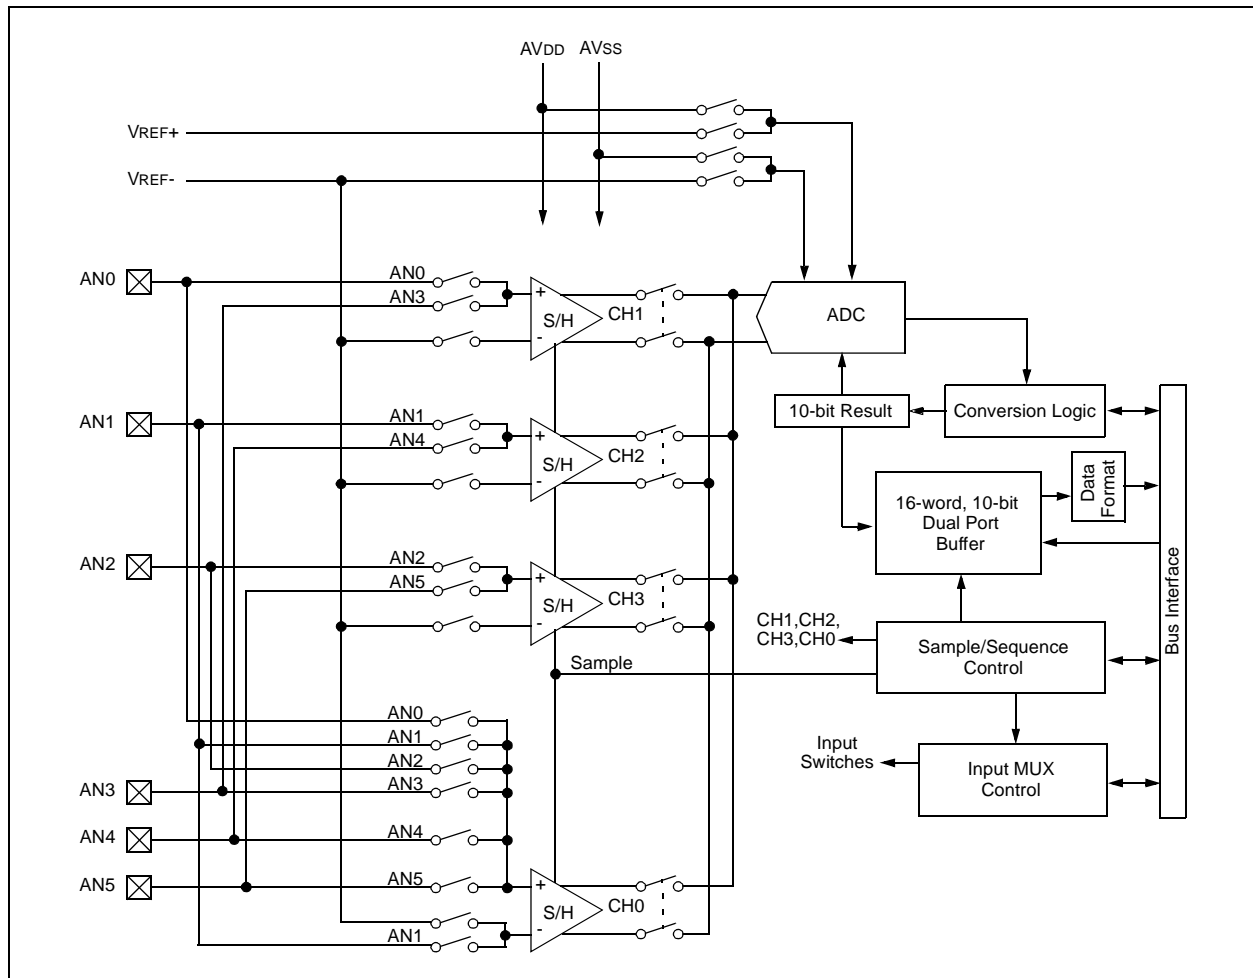 AVDD AVSS
VREF+
VREF-
AN0
AN0
AN3
+
S/H
-
CH1
ADC
10-bit Result
Conversion Logic
AN1
AN1
AN4
+
S/H
-
CH2
16-word, 10-bit
Dual Port
Buffer
Data
Format
AN2
AN2
AN5
+
S/H
-
CH3
CH1,CH2,
CH3,CH0
Sample/Sequence
Control
Bus Interface
Sample
AN0
AN1
AN2
AN3
AN3
AN4
AN4
AN5
AN5
AN1
+
S/H
-
CH0
Input
Switches
Input MUX
Control